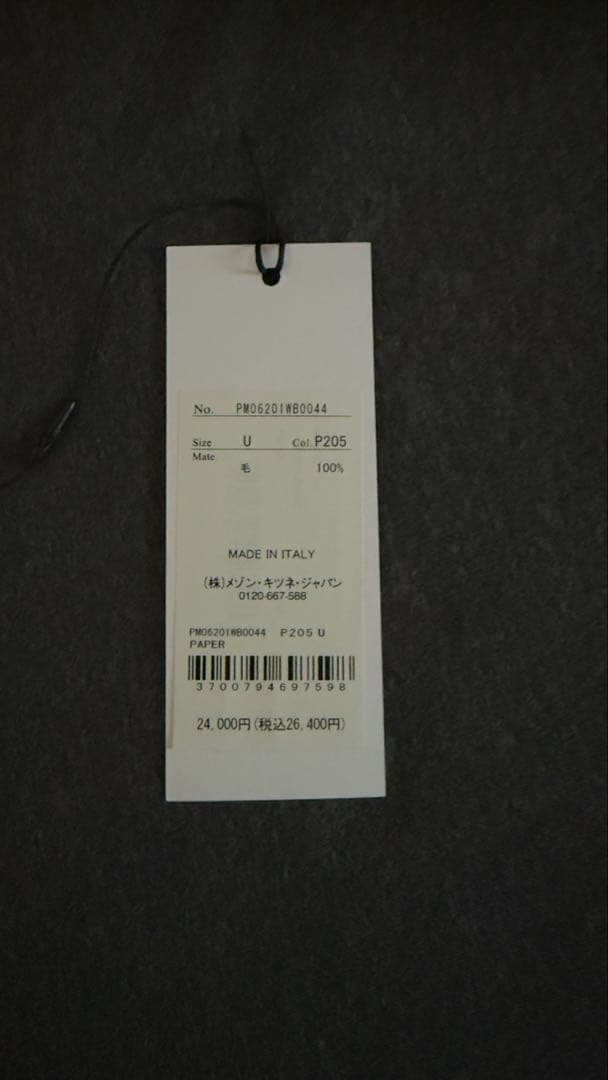 No. PM06201WB0044
Size U Col. P205
Mate
毛 100%
MADE IN ITALY
(株)メゾン・キツネ・ジャパン
0120-667-588
PM06201WB0044 P205 U
PAPER
3700794697598
24,000円(税込26,400円)